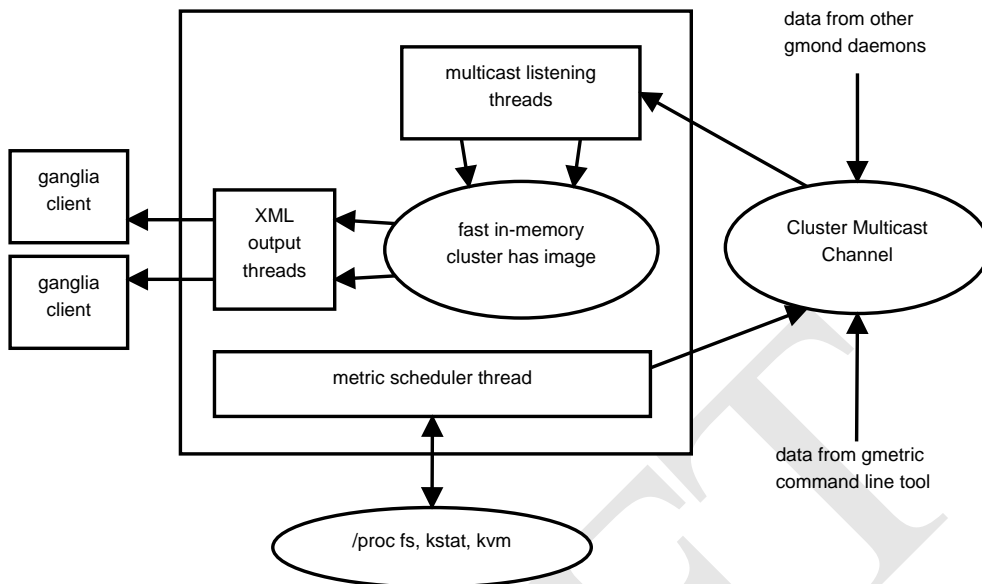 data from other
gmond daemons
multicast listening
threads
ganglia
client
XML
output
threads
fast in-memory
cluster has image
Cluster Multicast
Channel
ganglia
client
metric scheduler thread
data from gmetric
command line tool
/proc fs, kstat, kvm